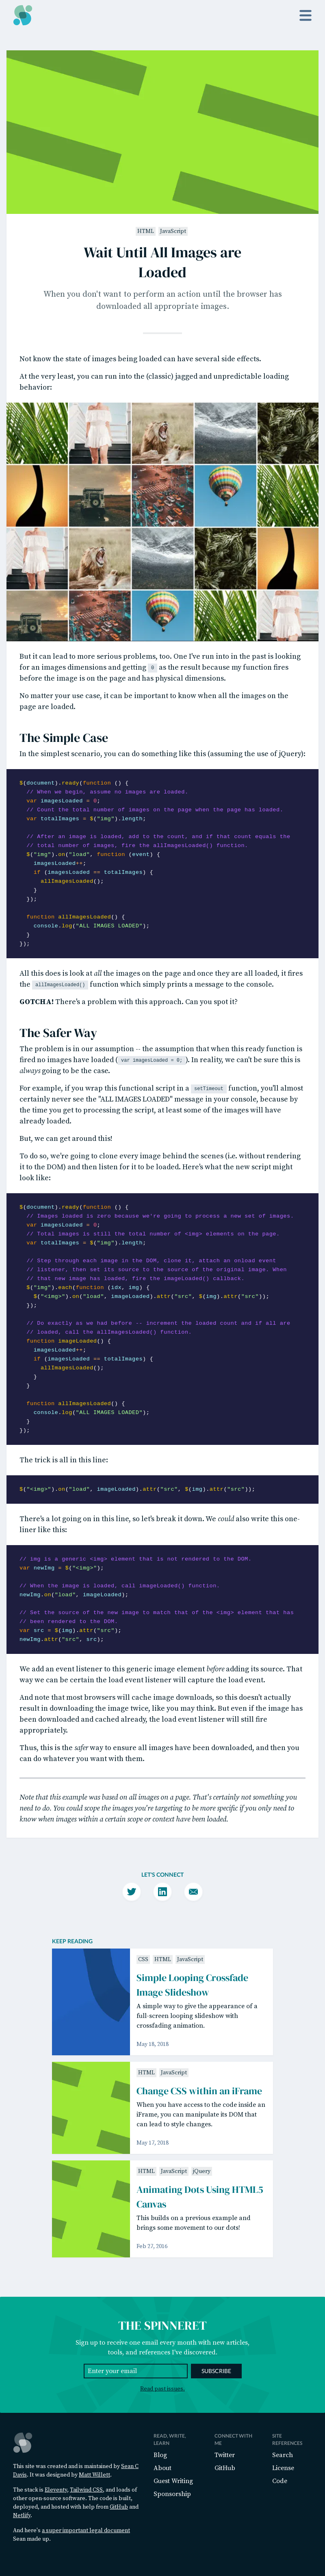 HTML JavaScript
Wait Until All Images are
Loaded
When you don't want to perform an action until the browser has
downloaded all appropriate images.
Not know the state of images being loaded can have several side effects.
At the very least, you can run into the (classic) jagged and unpredictable loading
behavior:
But it can lead to more serious problems, too. One I've run into in the past is looking
for an images dimensions and getting 0 as the result because my function fires
before the image is on the page and has physical dimensions.
No matter your use case, it can be important to know when all the images on the
page are loaded.
The Simple Case
In the simplest scenario, you can do something like this (assuming the use of jQuery):
$(document).ready(function () {
// When we begin, assume no images are loaded.
var imagesLoaded = 0;
// Count the total number of images on the page when the page has loaded.
var totalImages = $("img").length;
// After an image is loaded, add to the count, and if that count equals the
// total number of images, fire the allImagesLoaded() function.
$("img").on("load", function (event) {
imagesLoaded++;
if (imagesLoaded == totalImages) {
allImagesLoaded();
}
});
function allImagesLoaded() {
console.log("ALL IMAGES LOADED");
}
});
All this does is look at all the images on the page and once they are all loaded, it fires
the allImagesLoaded() function which simply prints a message to the console.
GOTCHA! There's a problem with this approach. Can you spot it?
The Safer Way
The problem is in our assumption -- the assumption that when this ready function is
fired no images have loaded ( var imagesLoaded = 0; ). In reality, we can't be sure this is
always going to be the case.
For example, if you wrap this functional script in a setTimeout function, you'll almost
certainly never see the "ALL IMAGES LOADED" message in your console, because by
the time you get to processing the script, at least some of the images will have
already loaded.
But, we can get around this!
To do so, we're going to clone every image behind the scenes (i.e. without rendering
it to the DOM) and then listen for it to be loaded. Here's what the new script might
look like:
$(document).ready(function () {
// Images loaded is zero because we're going to process a new set of images.
var imagesLoaded = 0;
// Total images is still the total number of <img> elements on the page.
var totalImages = $("img").length;
// Step through each image in the DOM, clone it, attach an onload event
// listener, then set its source to the source of the original image. When
// that new image has loaded, fire the imageLoaded() callback.
$("img").each(function (idx, img) {
$("<img>").on("load", imageLoaded).attr("src", $(img).attr("src"));
});
// Do exactly as we had before -- increment the loaded count and if all are
// loaded, call the allImagesLoaded() function.
function imageLoaded() {
imagesLoaded++;
if (imagesLoaded == totalImages) {
allImagesLoaded();
}
}
function allImagesLoaded() {
console.log("ALL IMAGES LOADED");
}
});
The trick is all in this line:
$("<img>").on("load", imageLoaded).attr("src", $(img).attr("src"));
There's a lot going on in this line, so let's break it down. We could also write this one-
liner like this:
// img is a generic <img> element that is not rendered to the DOM.
var newImg = $("<img>");
// When the image is loaded, call imageLoaded() function.
newImg.on("load", imageLoaded);
// Set the source of the new image to match that of the <img> element that has
// been rendered to the DOM.
var src = $(img).attr("src");
newImg.attr("src", src);
We add an event listener to this generic image element before adding its source. That
way we can be certain the load event listener will capture the load event.
And note that most browsers will cache image downloads, so this doesn't actually
result in downloading the image twice, like you may think. But even if the image has
been downloaded and cached already, the load event listener will still fire
appropriately.
Thus, this is the safer way to ensure all images have been downloaded, and then you
can do whatever you want with them.
Note that this example was based on all images on a page. That's certainly not something you
need to do. You could scope the images you're targeting to be more specific if you only need to
know when images within a certain scope or context have been loaded.
LET'S CONNECT
KEEP READING
CSS HTML JavaScript
Simple Looping Crossfade
Image Slideshow
A simple way to give the appearance of a
full-screen looping slideshow with
crossfading animation.
May 18, 2018
HTML JavaScript
Change CSS within an iFrame
When you have access to the code inside an
iFrame, you can manipulate its DOM that
can lead to style changes.
May 17, 2018
HTML JavaScript jQuery
Animating Dots Using HTML5
Canvas
This builds on a previous example and
brings some movement to our dots!
Feb 27, 2016
THE SPINNERET
Sign up to receive one email every month with new articles,
tools, and references I've discovered.
Enter your email SUBSCRIBE
Read past issues.
This site was created and is maintained by Sean C
Davis. It was designed by Matt Willett.
The stack is Eleventy, Tailwind CSS, and loads of
other open-source software. The code is built,
deployed, and hosted with help from GitHub and
Netlify.
And here's a super important legal document
Sean made up.
READ, WRITE,
LEARN
Blog
About
Guest Writing
Sponsorship
CONNECT WITH
ME
Twitter
GitHub
SITE
REFERENCES
Search
License
Code